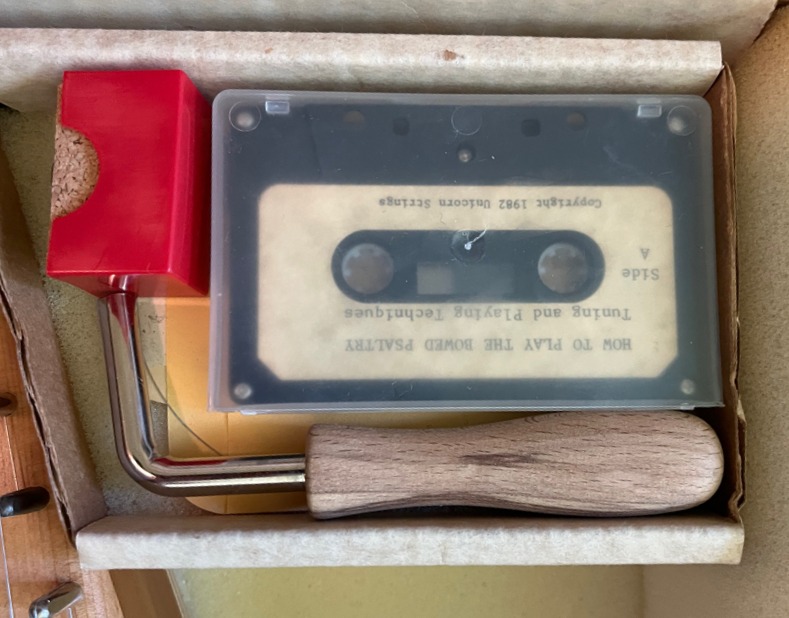 HOW TO PLAY THE BOWED PSALTRY
Tuning and Playing Techniques
Side
A
Copyright 1982 Unicorn Strings